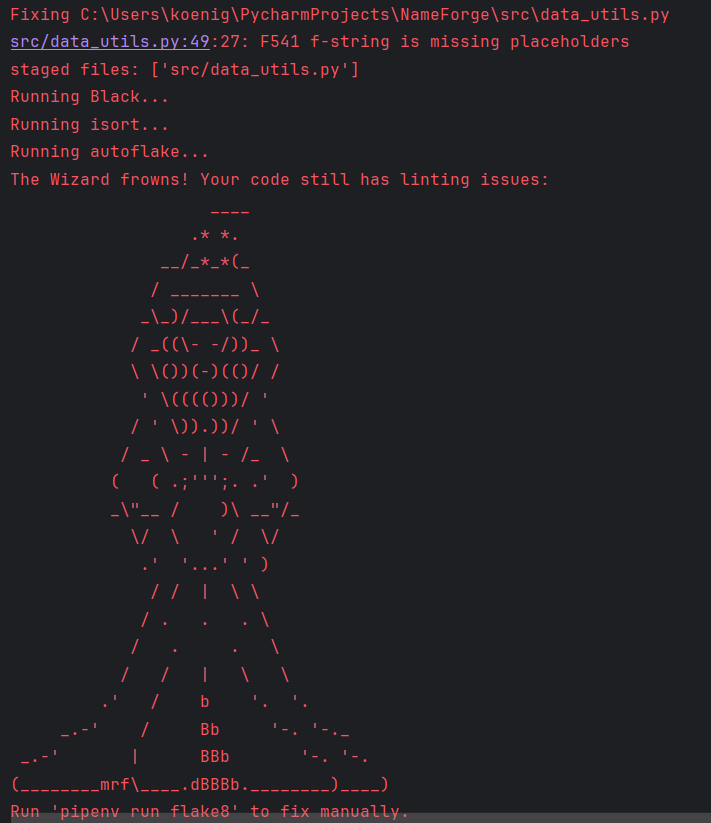 Fixing C:\Users\koenig\PycharmProjects\NameForge\src\data_utils.py
src/data_utils.py:49:27: F541 f-string is missing placeholders
staged files: ['src/data_utils.py']
Running Black...
Running isort...
Running autoflake...
The Wizard frowns! Your code still has linting issues:
                    ____
                  .* *.
               __/_*_*(_
              / _______ \
             _\_)/___\(_/_
            / _((\- -/))_ \
            \ \())(-)(()/ /
             ' \(((()))/ '
            / ' \)).))/ ' \
           / _ \ - | - /_  \
          (   ( .;''';. .'  )
          _\"__ /    )\ __"/_
            \/  \   ' /  \/
             .'  '...' ' )
              / /  |  \ \
             / .   .   . \
            /   .     .   \
           /   /   |   \   \
         .'   /    b    '.  '.
     _.-'    /     Bb     '-. '-._
 _.-'       |      BBb       '-. '-.
(________mrf\____.dBBBb.________)____)
Run 'pipenv run flake8' to fix manually.